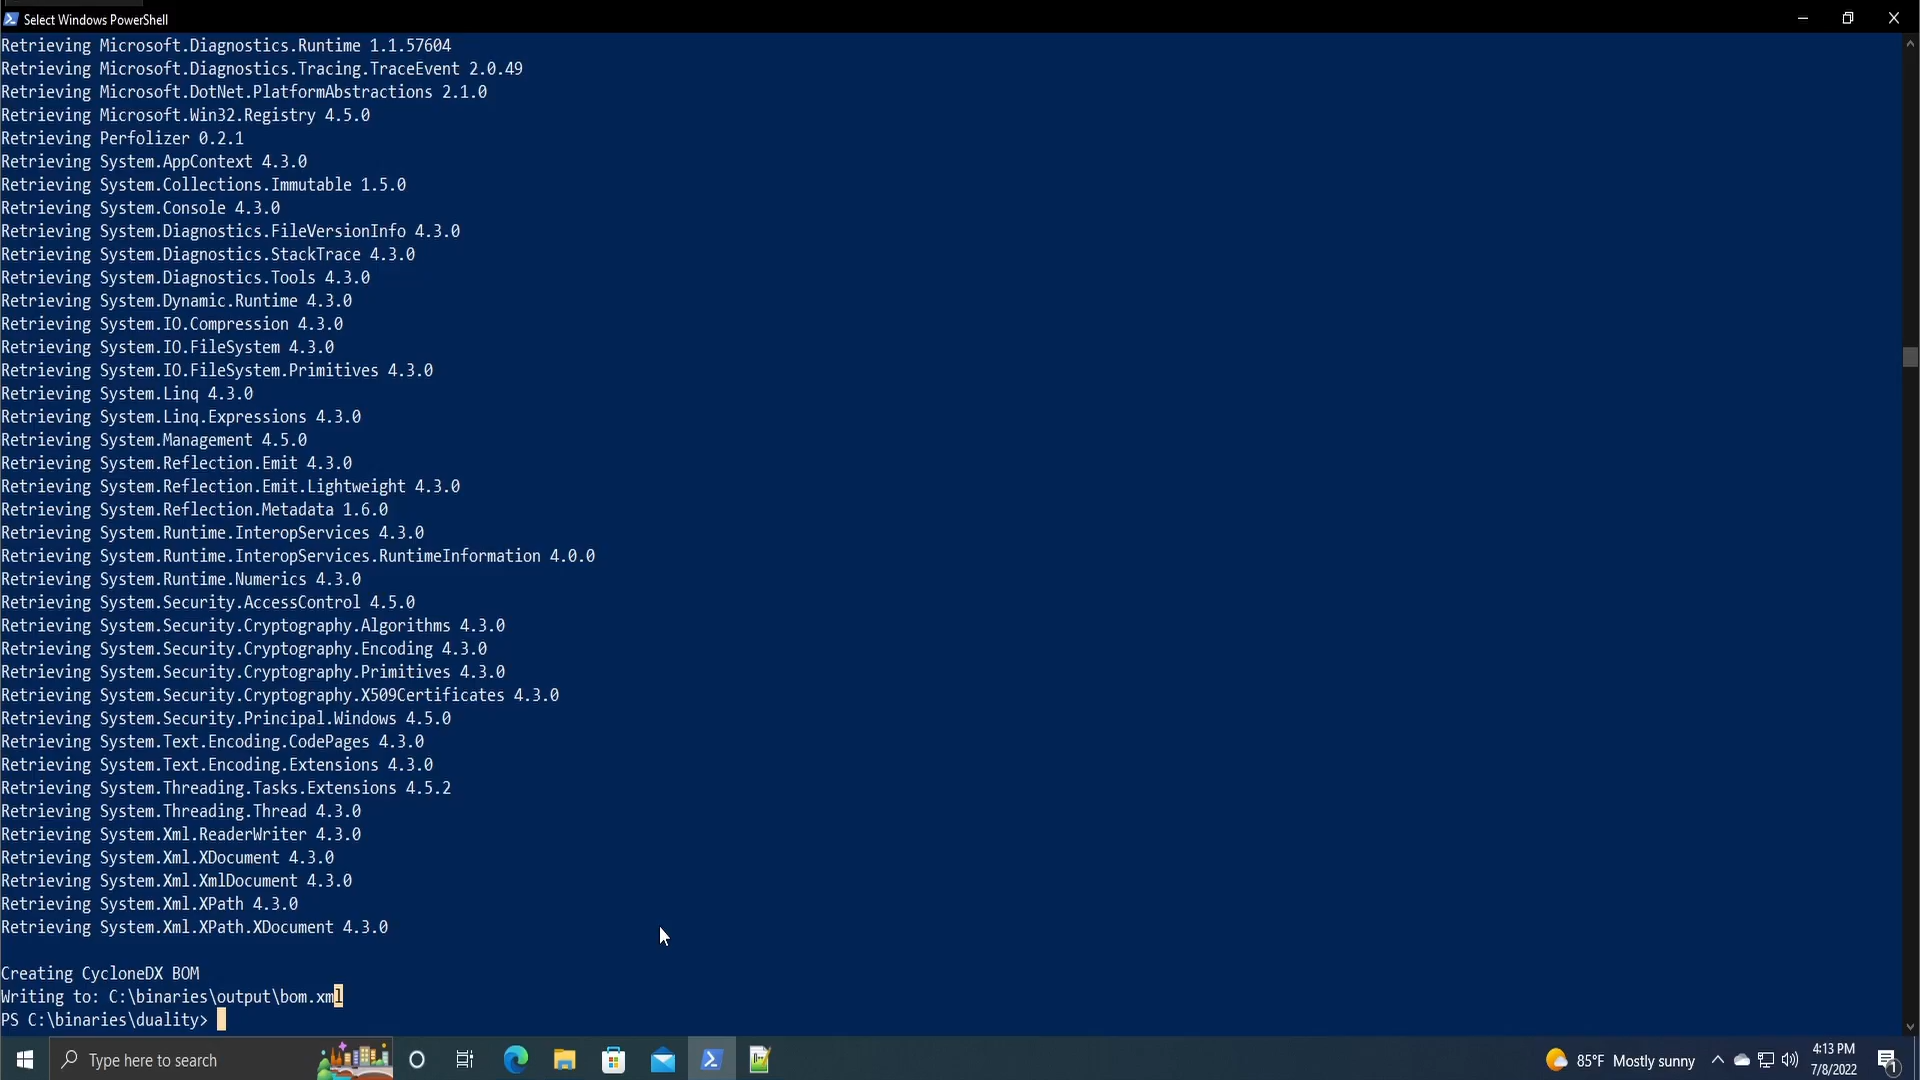 Select Windows PowerShell
Retrieving Microsoft.Diagnostics.Runtime 1.1.57604
Retrieving Microsoft.Diagnostics.Tracing.TraceEvent 2.0.49
Retrieving Microsoft.DotNet.PlatformAbstractions 2.1.0
Retrieving Microsoft.Win32.Registry 4.5.0
Retrieving Perfolizer 0.2.1
Retrieving System.AppContext 4.3.0
Retrieving System.Collections.Immutable 1.5.0
Retrieving System.Console 4.3.0
Retrieving System.Diagnostics.FileVersionInfo 4.3.0
Retrieving System.Diagnostics.StackTrace 4.3.0
Retrieving System.Diagnostics.Tools 4.3.0
Retrieving System.Dynamic.Runtime 4.3.0
Retrieving System.IO.Compression 4.3.0
Retrieving System.IO.FileSystem 4.3.0
Retrieving System.IO.FileSystem.Primitives 4.3.0
Retrieving System.Linq 4.3.0
Retrieving System.Linq.Expressions 4.3.0
Retrieving System.Management 4.5.0
Retrieving System.Reflection.Emit 4.3.0
Retrieving System.Reflection.Emit.Lightweight 4.3.0
Retrieving System.Reflection.Metadata 1.6.0
Retrieving System.Runtime.InteropServices 4.3.0
Retrieving System.Runtime.InteropServices.RuntimeInformation 4.0.0
Retrieving System.Runtime.Numerics 4.3.0
Retrieving System.Security.AccessControl 4.5.0
Retrieving System.Security.Cryptography.Algorithms 4.3.0
Retrieving System.Security.Cryptography.Encoding 4.3.0
Retrieving System.Security.Cryptography.Primitives 4.3.0
Retrieving System.Security.Cryptography.X509Certificates 4.3.0
Retrieving System.Security.Principal.Windows 4.5.0
Retrieving System.Text.Encoding.CodePages 4.3.0
Retrieving System.Text.Encoding.Extensions 4.3.0
Retrieving System.Threading.Tasks.Extensions 4.5.2
Retrieving System.Threading.Thread 4.3.0
Retrieving System.Xml.ReaderWriter 4.3.0
Retrieving System.Xml.XDocument 4.3.0
Retrieving System.Xml.XmlDocument 4.3.0
Retrieving System.Xml.XPath 4.3.0
Retrieving System.Xml.XPath.XDocument 4.3.0
Creating CycloneDX BOM
Writing to: C:\binaries\output\bom.xml
PS C:\binaries\duality>
Type here to search
85°F Mostly sunny
4:13 PM
7/8/2022
1